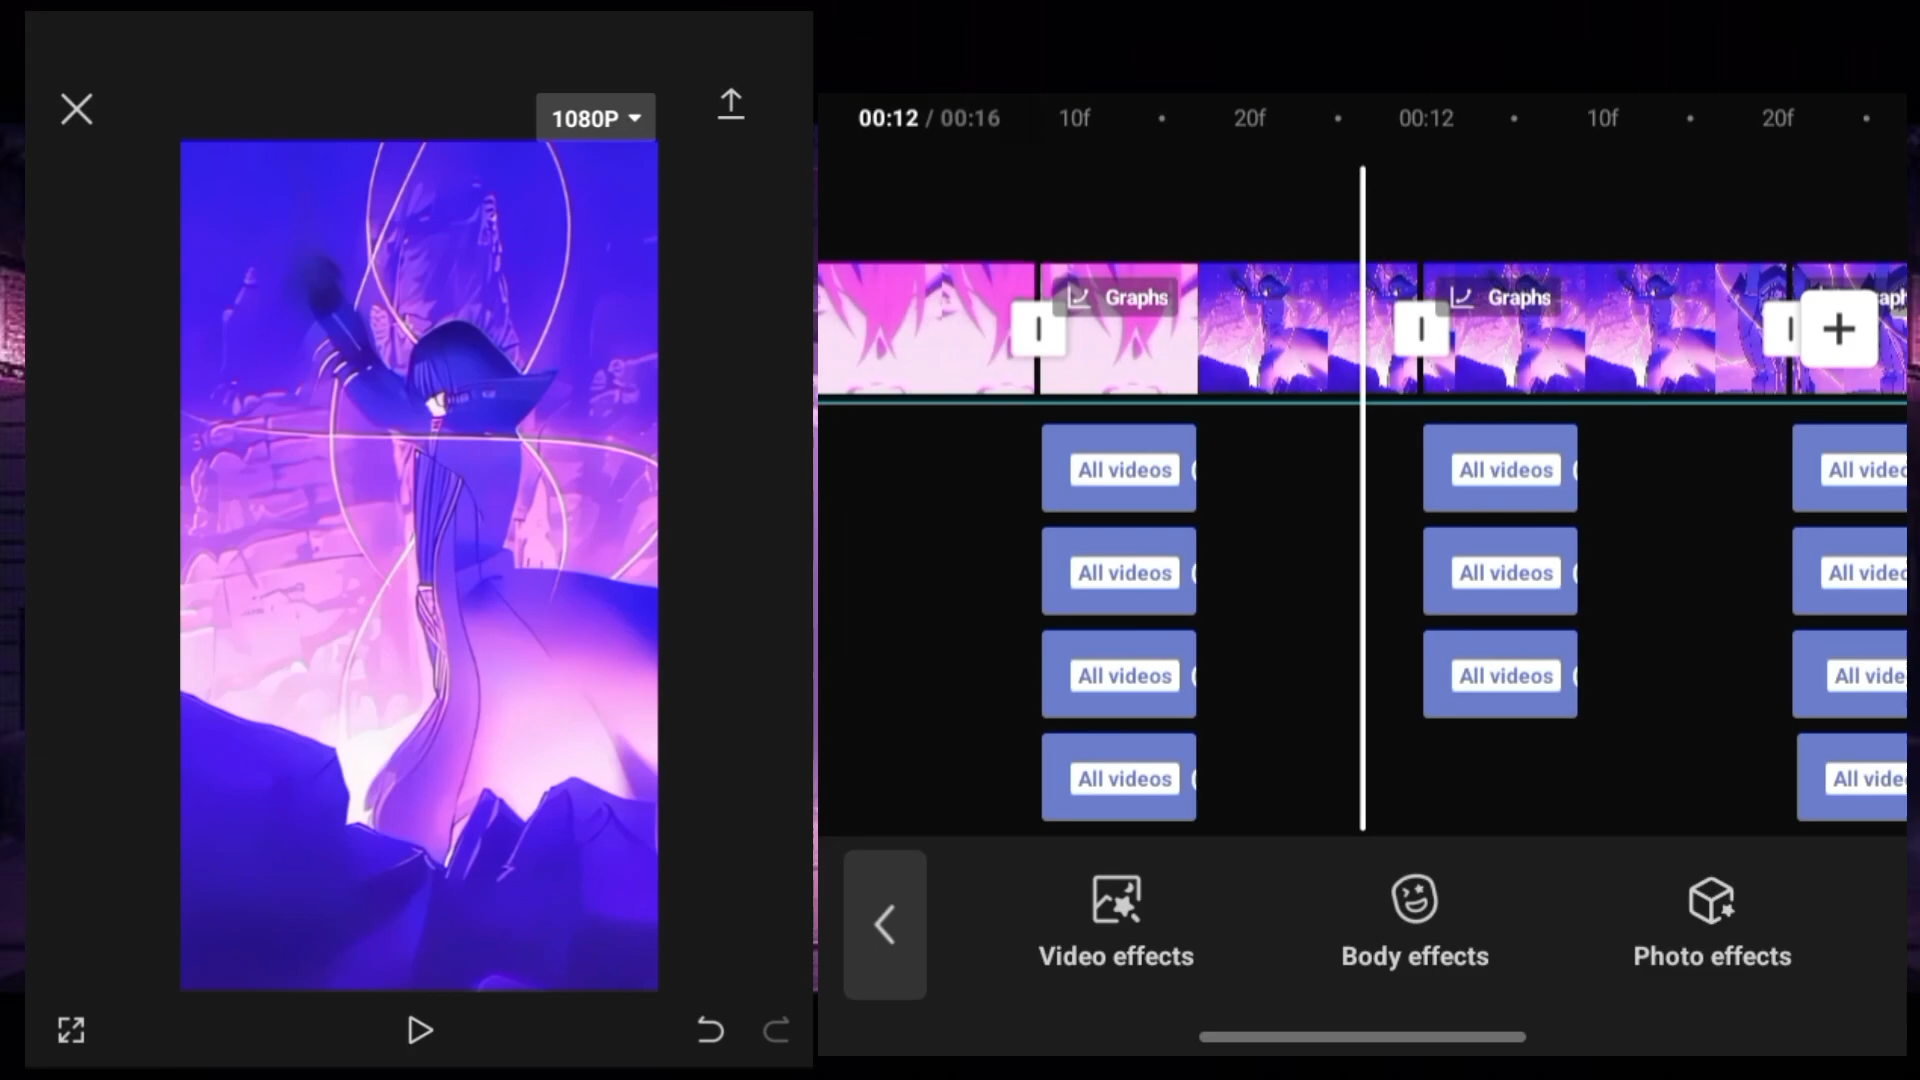 1080P
00:12 / 00:16
10f
20f
00:12
10f
20f
Graphs
Graphs
All videos
All videos
All videos
All videos
All videos
All videos
All videos
Video effects
Body effects
Photo effects